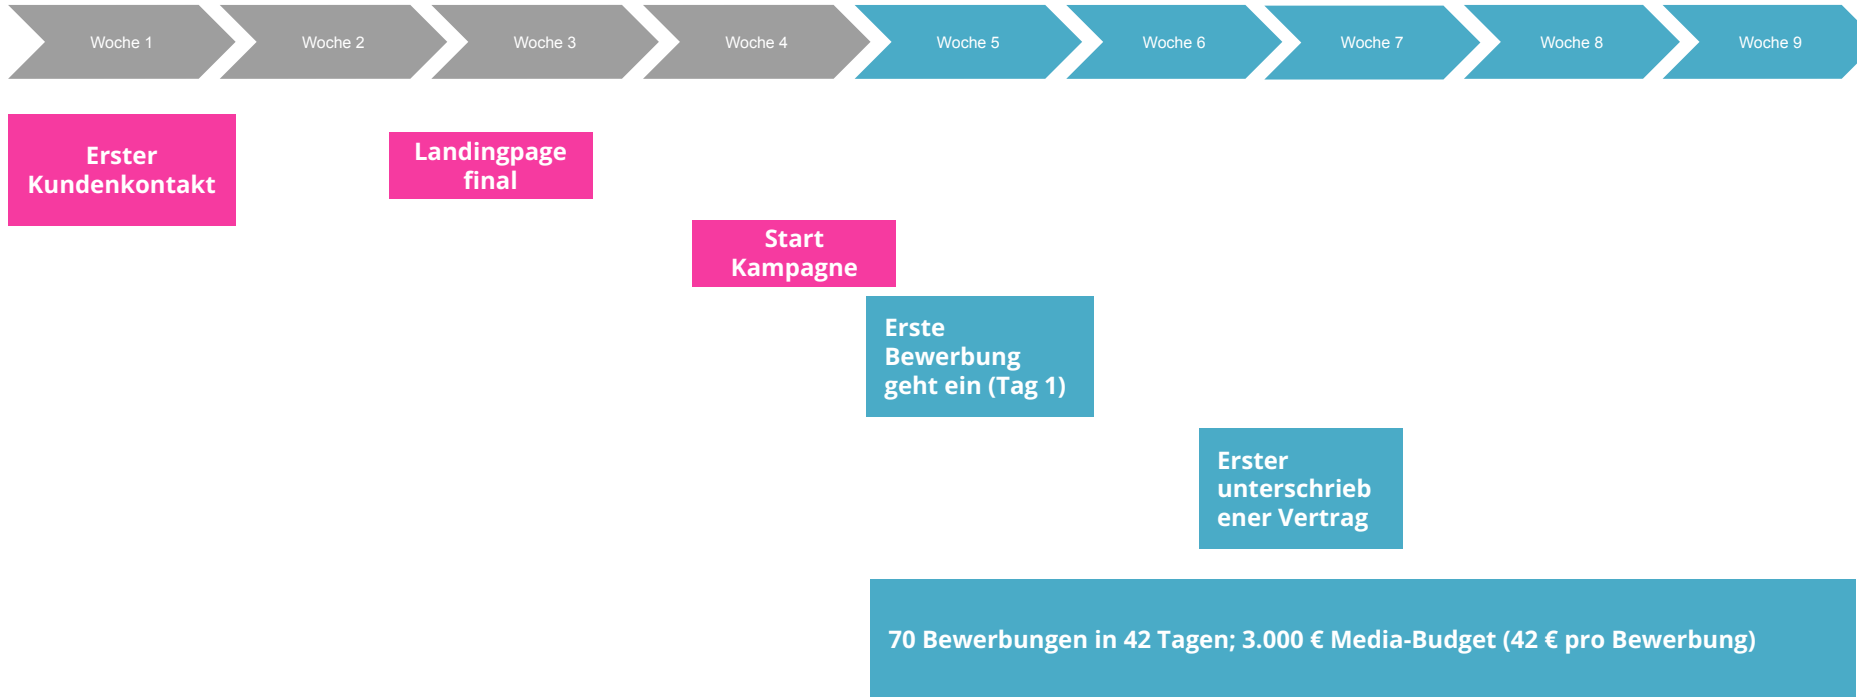 Woche 1
Woche 2
Woche 3
Woche 4
Woche 5
Woche 6
Woche 7
Woche 8
Woche 9
Erster
Kundenkontakt
Landingpage
final
Start
Kampagne
Erste
Bewerbung
geht ein (Tag 1)
Erster
unterschrieb
ener Vertrag
70 Bewerbungen in 42 Tagen; 3.000 € Media-Budget (42 € pro Bewerbung)